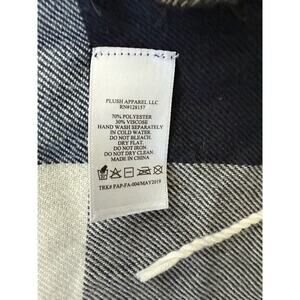 PLUSH APPAREL LLC
RN#128157
70% POLYESTER
30% VISCOSE
HAND WASH SEPARATELY
IN COLD WATER.
DO NOT BLEACH.
DRY FLAT.
DO NOT IRON
DO NOT DRY CLEAN.
MADE IN CHINA
TRK# PAP-FA-004/MAY2019